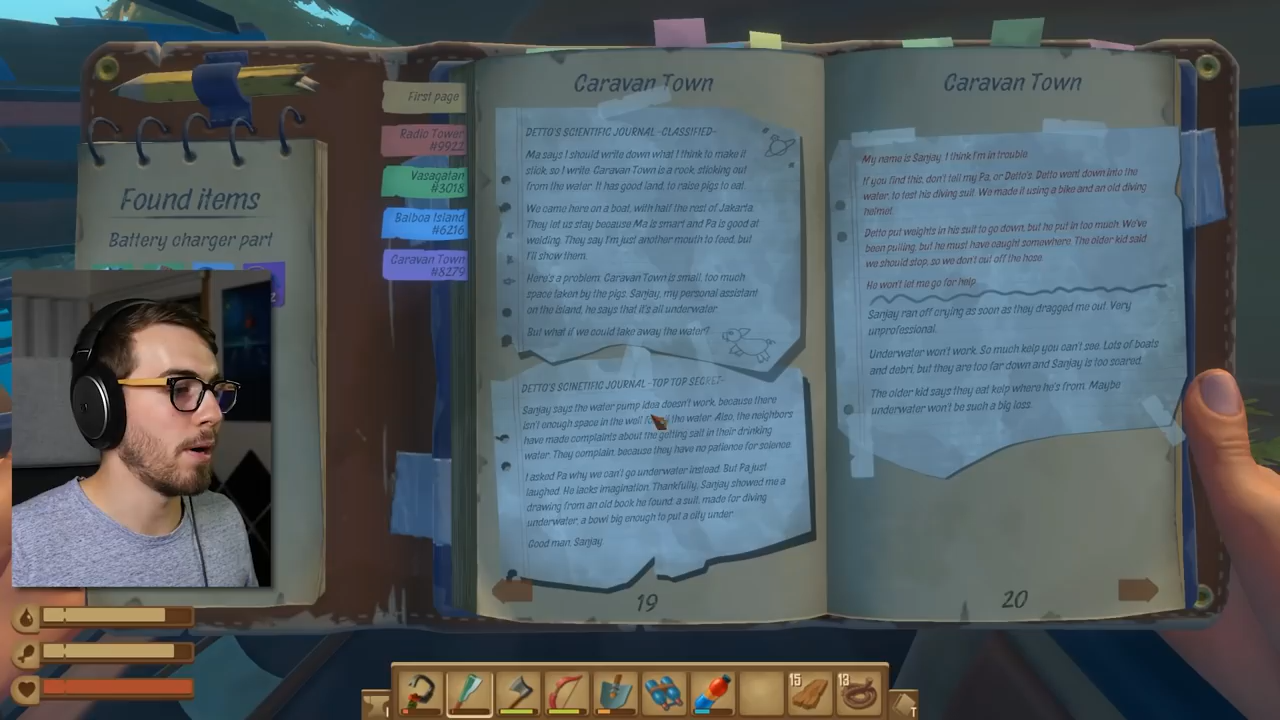 First page
Radio Tower
#9922
Vasagatan
#3018
Balboa Island
#6216
Caravan Town
#8279
Found items
Battery charger part
Caravan Town
DETTO'S SCIENTIFIC JOURNAL -CLASSIFIED-
Ma says I should write down what I think to make it
stick, so I write. Caravan Town is a rock, sticking out
from the water. It has good land, to raise pigs to eat.
We came here on a boat, with half the rest of Jakarta.
They let us stay because Ma is smart and Pa is good at
welding. They say I'm just another mouth to feed, but
I'll show them.
Here's a problem. Caravan Town is small, too much
space taken by the pigs. Sanjay, my personal assistant
on the island, he says that it's all underwater.
But what if we could take away the water?
DETTO'S SCINETIFIC JOURNAL -TOP TOP SECRET-
Sanjay says the water pump idea doesn't work, because there
isn't enough space in the well the water. Also, the neighbors
have made complaints about the getting salt in their drinking
water. They complain, because they have no patience for science.
I asked Pa why we can't go underwater instead. But Pa just
laughed. He lacks imagination. Thankfully, Sanjay showed me a
drawing from an old book he found, a suit, made for diving
underwater, a bowl big enough to put a city under.
Good man, Sanjay
19
Caravan Town
My name is Sanjay. I think I'm in trouble.
If you find this, don't tell my Pa, or Detto's. Detto went down into the
water, to test his diving suit. We made it using a bike and an old diving
helmet.
Detto put weights in his suit to go down, but he put in too much. We've
been pulling, but he must have caught somewhere. The older kid said
we should stop, so we don't cut off the hose.
He won't let me go for help
Sanjay ran off crying as soon as they dragged me out. Very
unprofessional.
Underwater won't work. So much kelp you can't see. Lots of boats
and debri, but they are too far down and Sanjay is too scared.
The older kid says they eat kelp where he's from. Maybe
underwater won't be such a big loss.
20
15
13
1
T